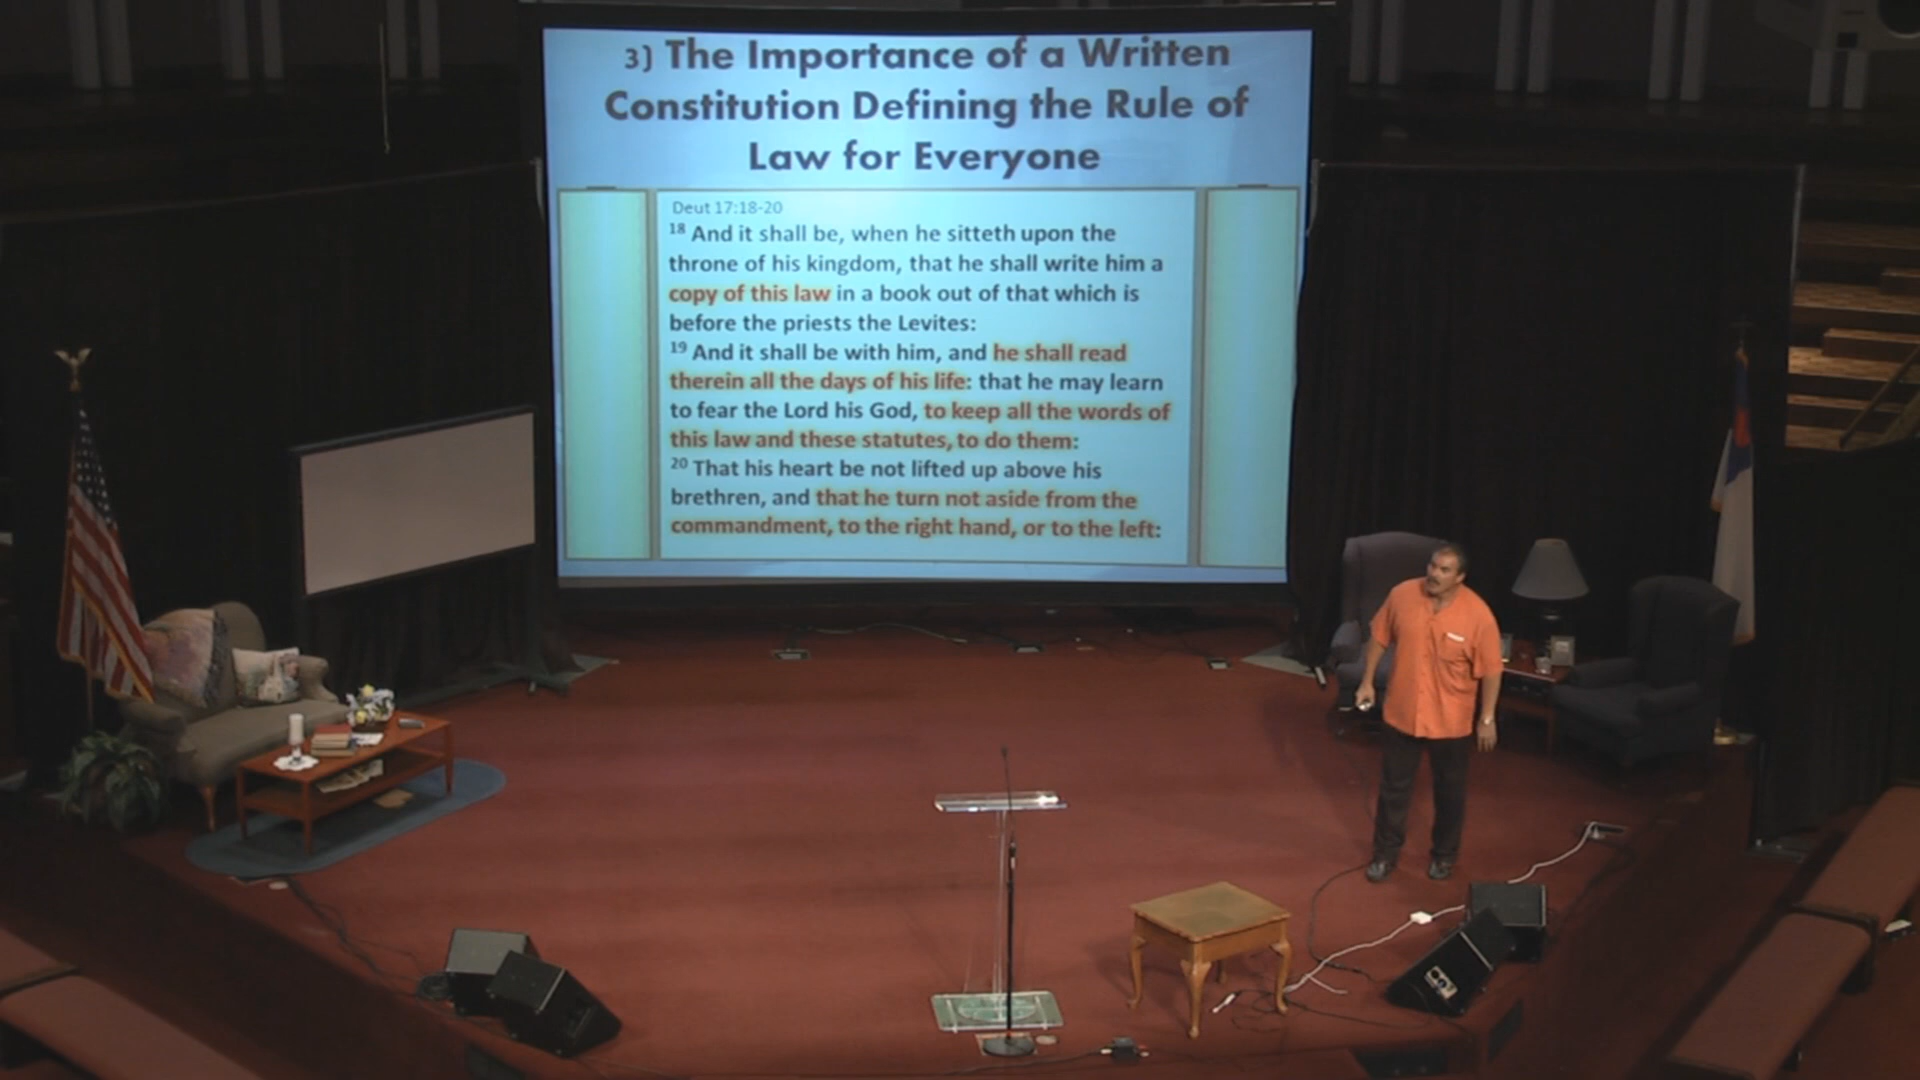 3) The Importance of a Written
Constitution Defining the Rule of
Law for Everyone
Deut 17:18-20
18 And it shall be, when he sitteth upon the
throne of his kingdom, that he shall write him a
copy of this law in a book out of that which is
before the priests the Levites:
19 And it shall be with him, and he shall read
therein all the days of his life: that he may learn
to fear the Lord his God, to keep all the words of
this law and these statutes, to do them:
20 That his heart be not lifted up above his
brethren, and that he turn not aside from the
commandment, to the right hand, or to the left: